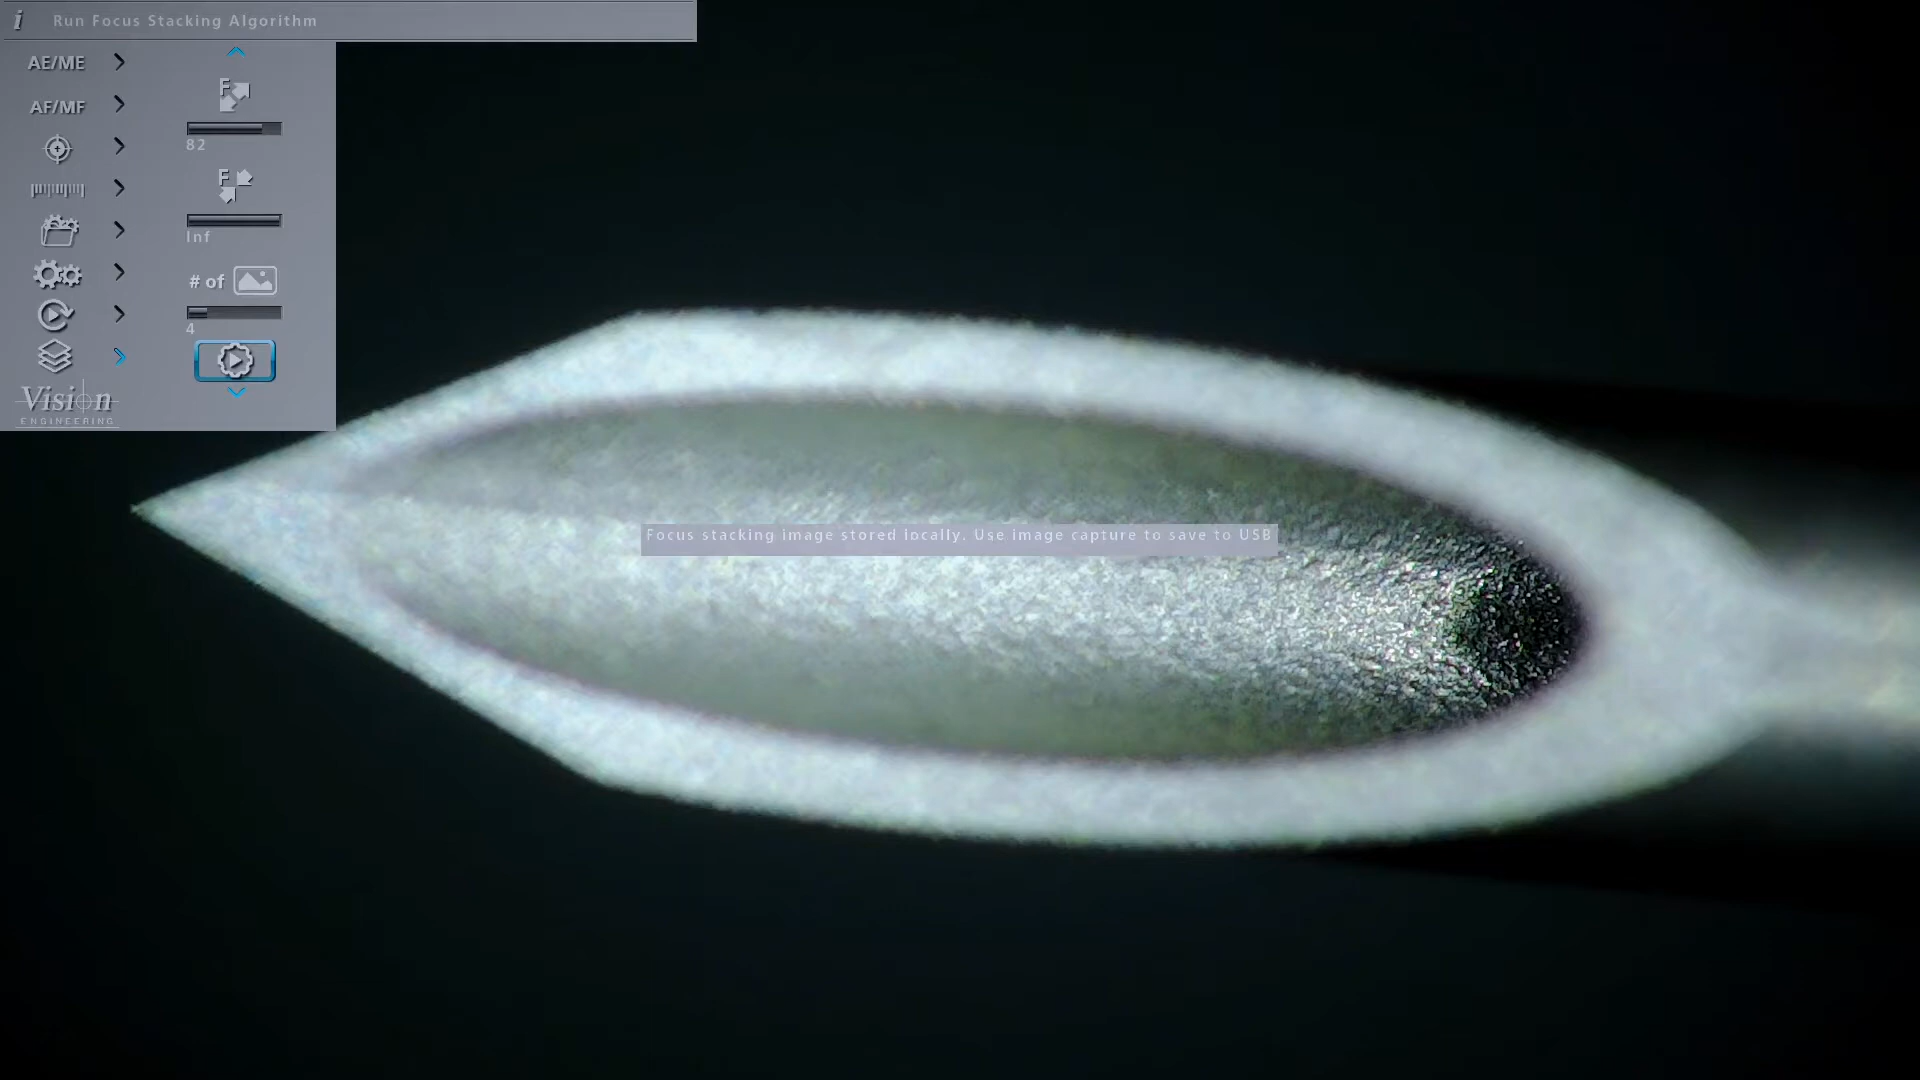 i Run Focus Stacking Algorithm
AE/ME
AF/MF
F
82
F
Inf
# of
4
Vision
ENGINEERING
Focus stacking image stored locally. Use image capture to save to USB